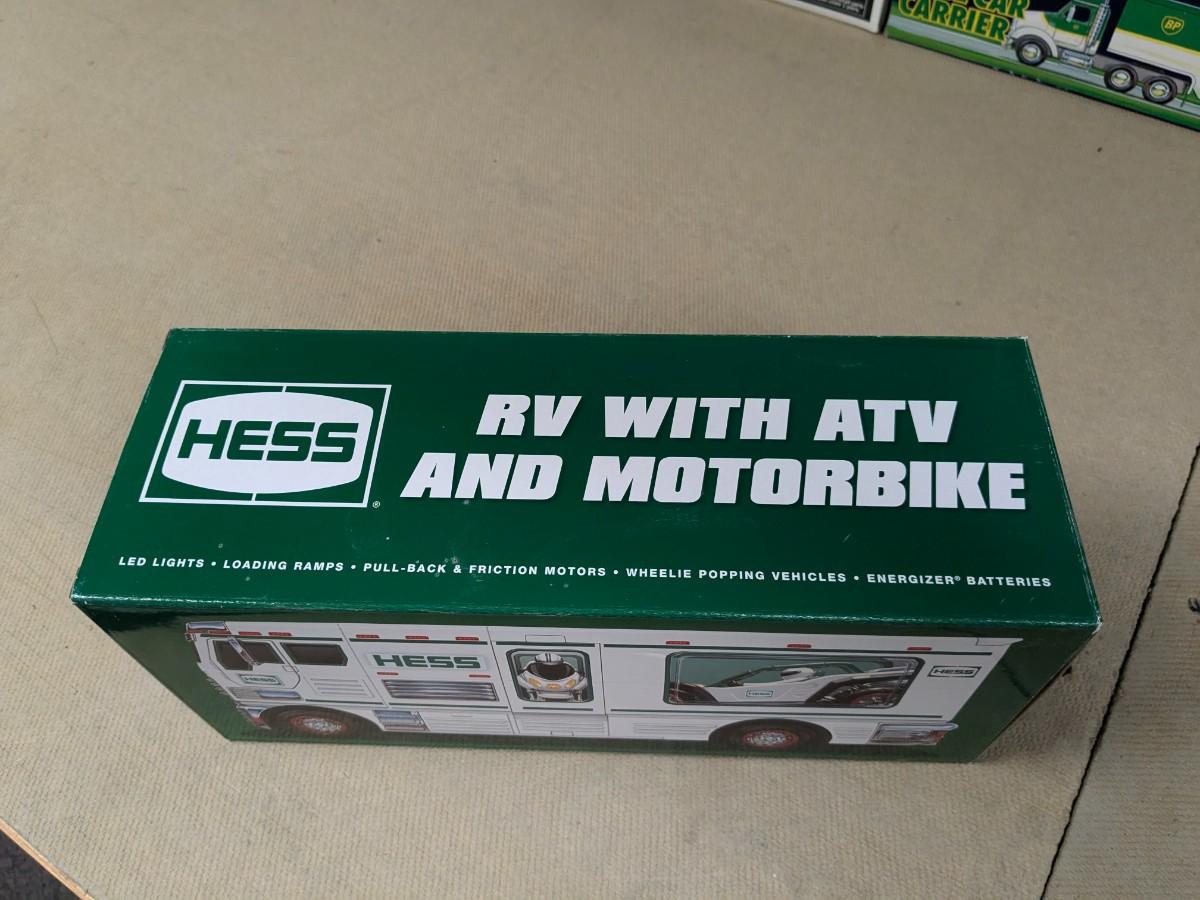 CAR
CARRIER
BP
HESS®
RV WITH ATV
AND MOTORBIKE
LED LIGHTS • LOADING RAMPS • PULL-BACK & FRICTION MOTORS • WHEELIE POPPING VEHICLES • ENERGIZER® BATTERIES
HESS
HESS
HESS
HESS